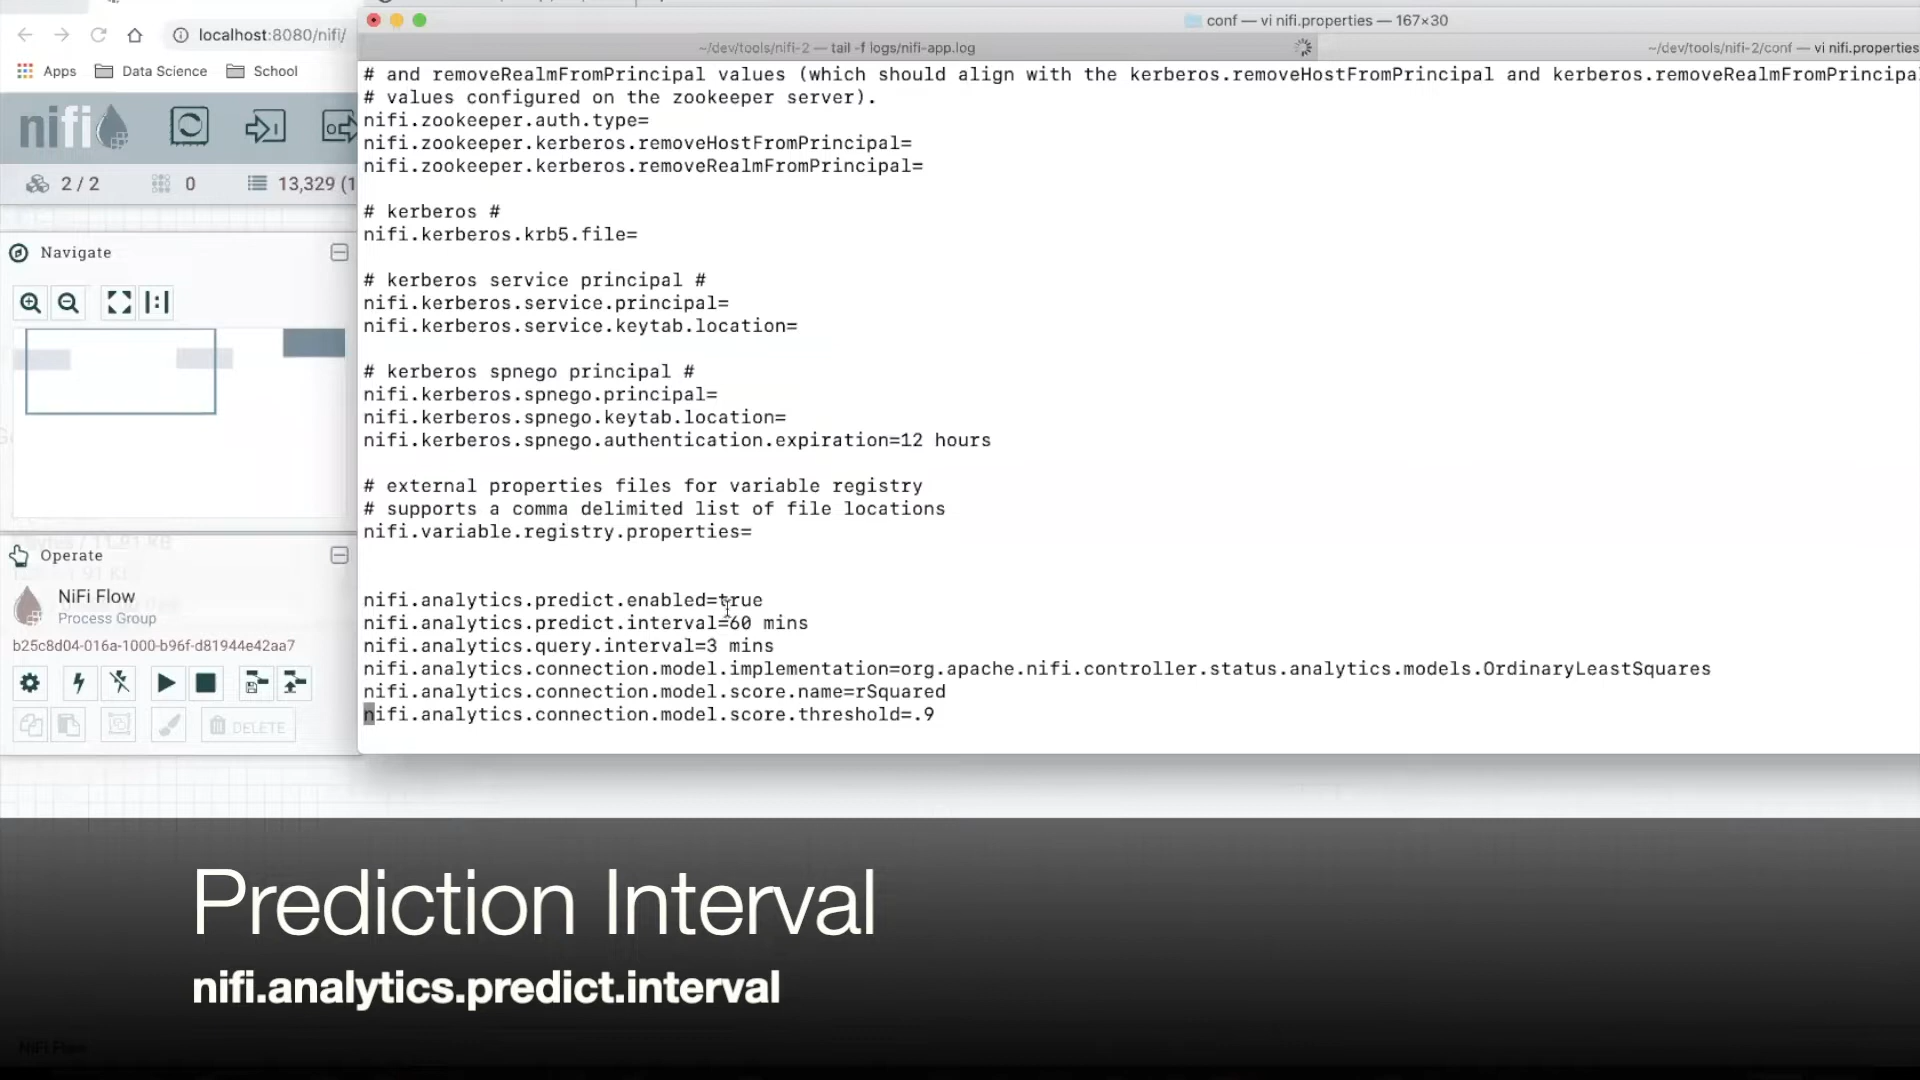 conf — vi nifi.properties — 167×30
localhost:8080/nifi/
~/dev/tools/nifi-2 — tail -f logs/nifi-app.log
~/dev/tools/nifi-2/conf — vi nifi.properties
Apps
Data Science
School
nifi
2 / 2
0
13,329 (1
Navigate
Operate
NiFi Flow
Process Group
b25c8d04-016a-1000-b96f-d81944e42aa7
DELETE
# and removeRealmFromPrincipal values (which should align with the kerberos.removeHostFromPrincipal and kerberos.removeRealmFromPrincipa
# values configured on the zookeeper server).
nifi.zookeeper.auth.type=
nifi.zookeeper.kerberos.removeHostFromPrincipal=
nifi.zookeeper.kerberos.removeRealmFromPrincipal=
# kerberos #
nifi.kerberos.krb5.file=
# kerberos service principal #
nifi.kerberos.service.principal=
nifi.kerberos.service.keytab.location=
# kerberos spnego principal #
nifi.kerberos.spnego.principal=
nifi.kerberos.spnego.keytab.location=
nifi.kerberos.spnego.authentication.expiration=12 hours
# external properties files for variable registry
# supports a comma delimited list of file locations
nifi.variable.registry.properties=
nifi.analytics.predict.enabled=true
nifi.analytics.predict.interval=60 mins
nifi.analytics.query.interval=3 mins
nifi.analytics.connection.model.implementation=org.apache.nifi.controller.status.analytics.models.OrdinaryLeastSquares
nifi.analytics.connection.model.score.name=rSquared
nifi.analytics.connection.model.score.threshold=.9
Prediction Interval
nifi.analytics.predict.interval
NiFi Flow